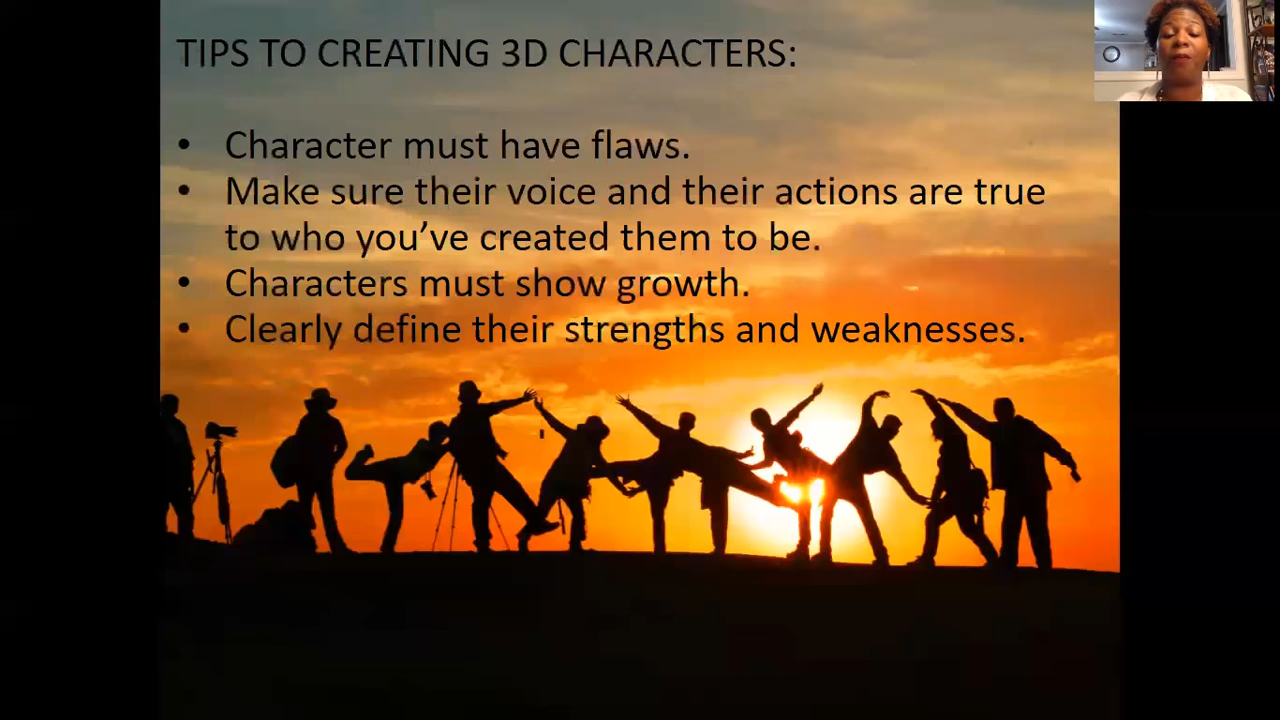 TIPS TO CREATING 3D CHARACTERS:
• Character must have flaws.
• Make sure their voice and their actions are true
to who you’ve created them to be.
• Characters must show growth.
• Clearly define their strengths and weaknesses.